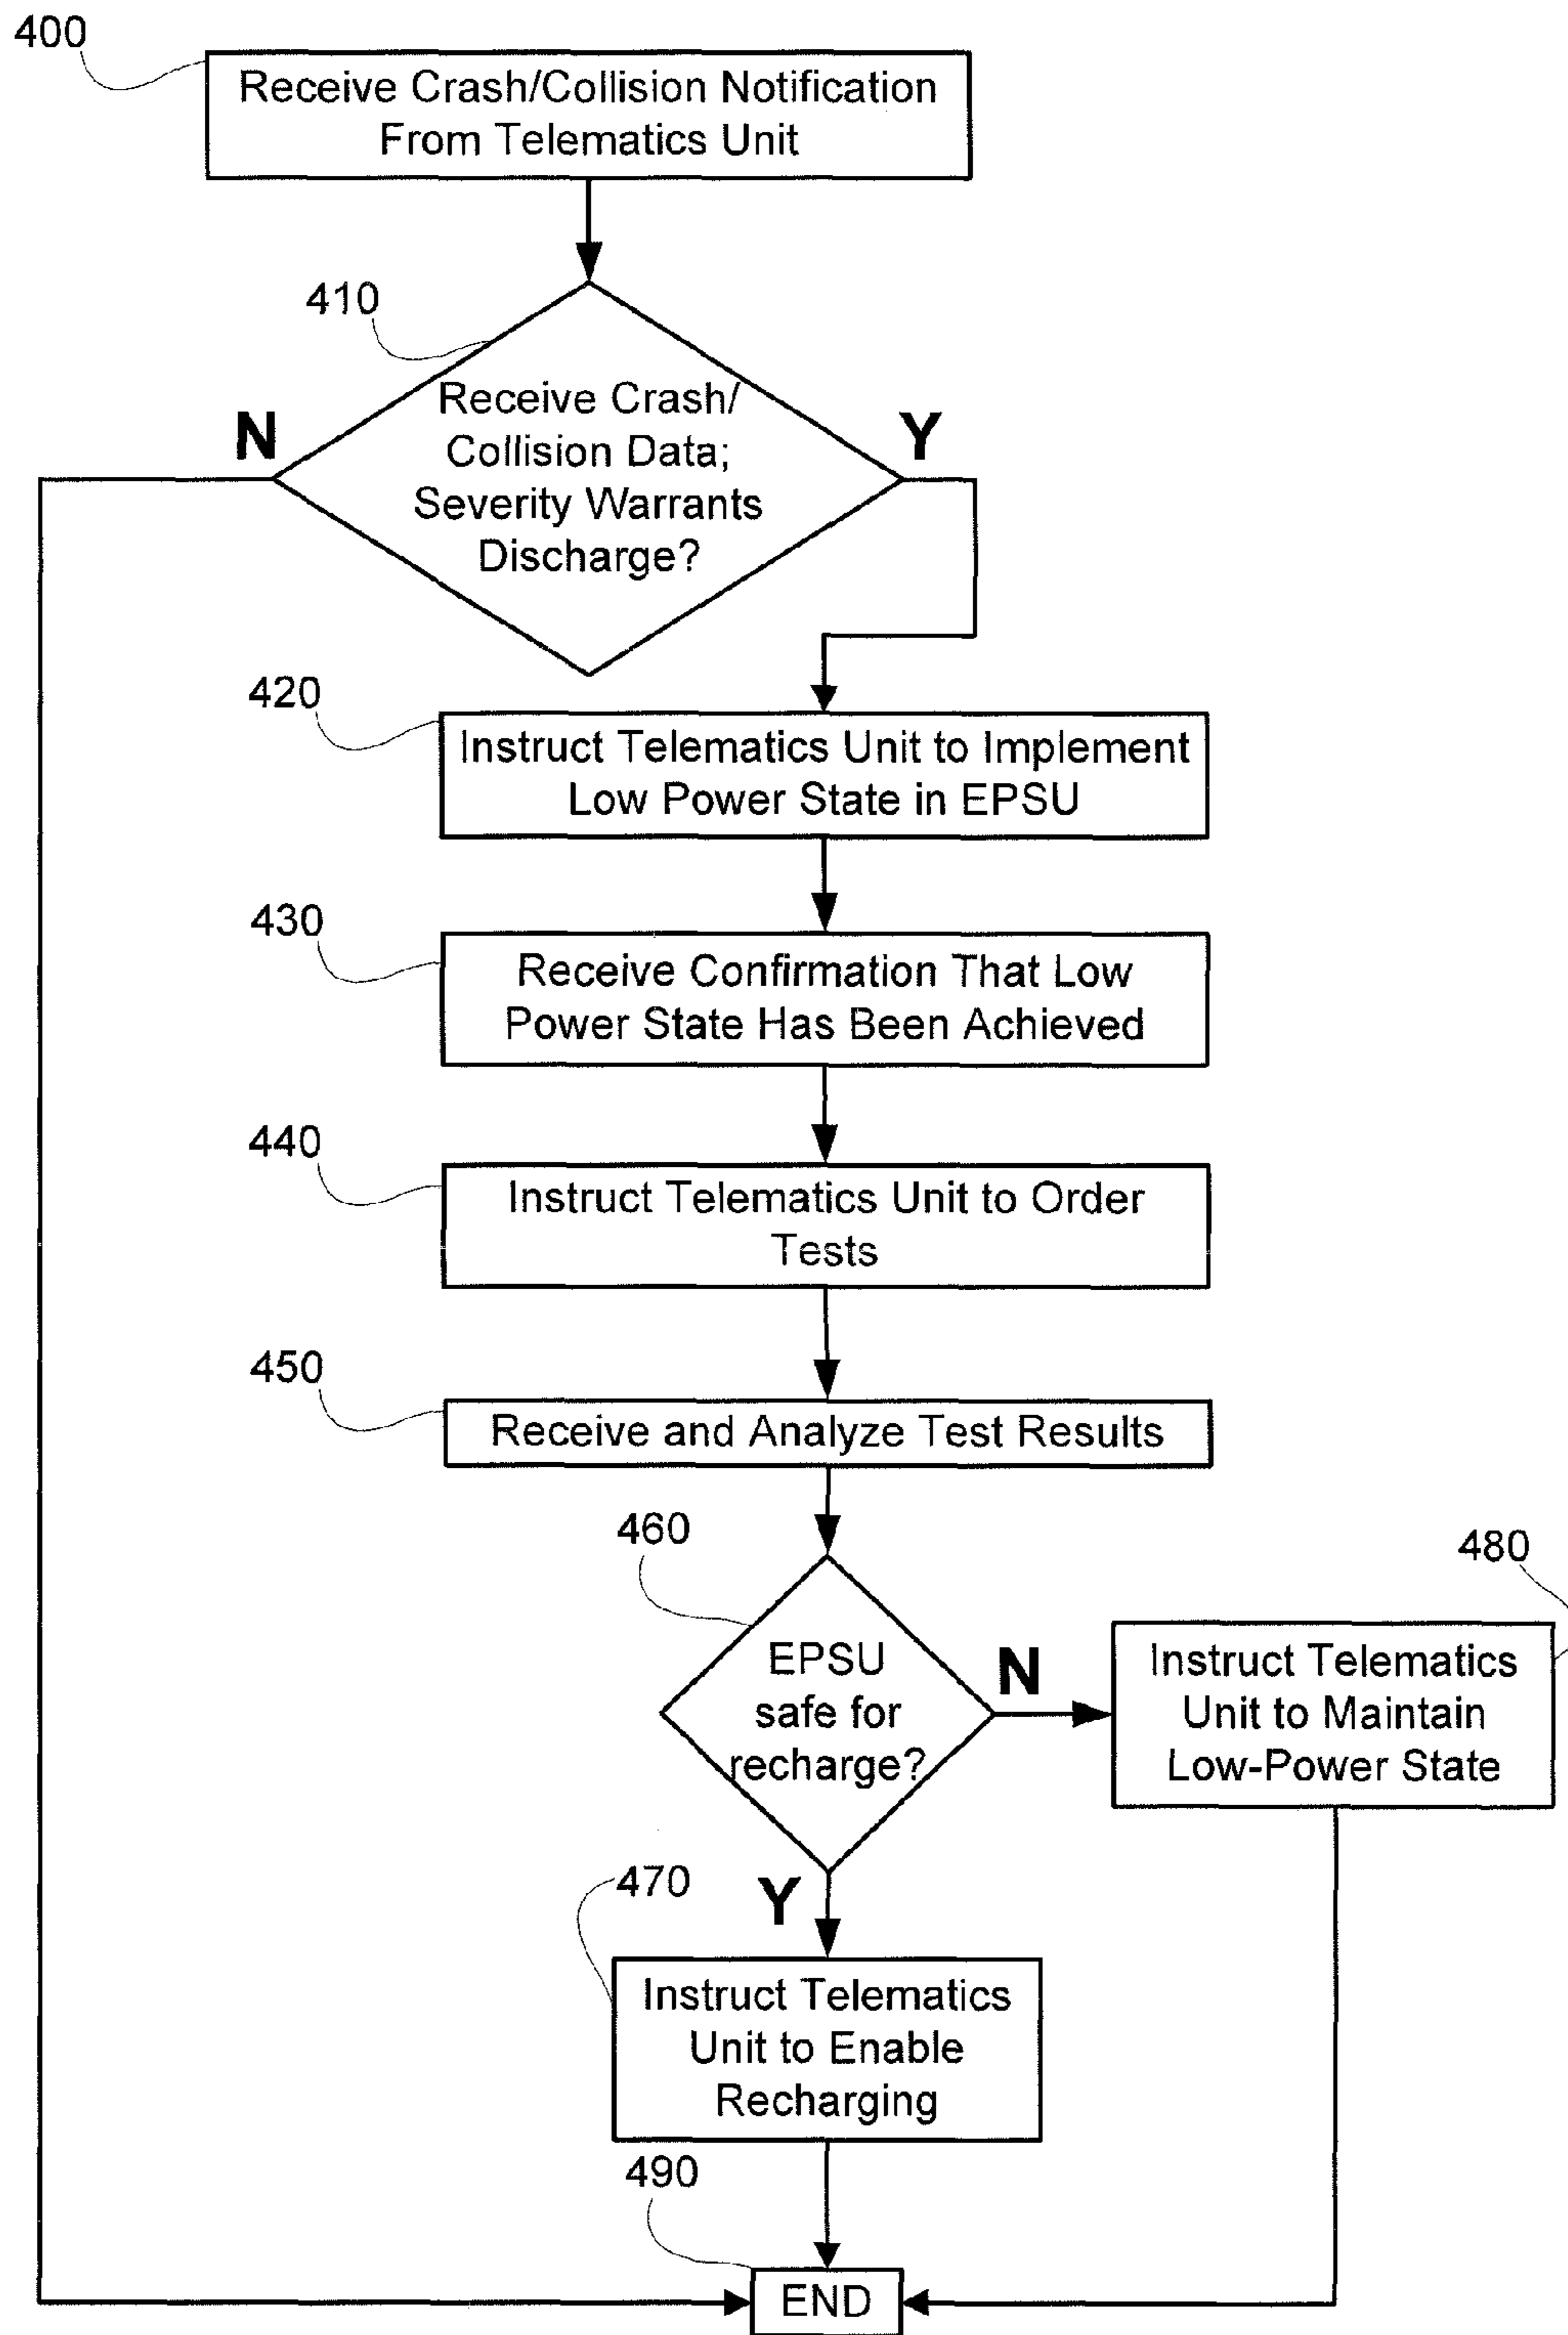 400
Receive Crash/Collision Notification
From Telematics Unit
410
Receive Crash/
Collision Data;
Severity Warrants
Discharge?
N
Y
420
Instruct Telematics Unit to Implement
Low Power State in EPSU
430
Receive Confirmation That Low
Power State Has Been Achieved
440
Instruct Telematics Unit to Order
Tests
450
Receive and Analyze Test Results
460
EPSU
safe for
recharge?
N
480
Instruct Telematics
Unit to Maintain
Low-Power State
Y
470
Instruct Telematics
Unit to Enable
Recharging
490
END